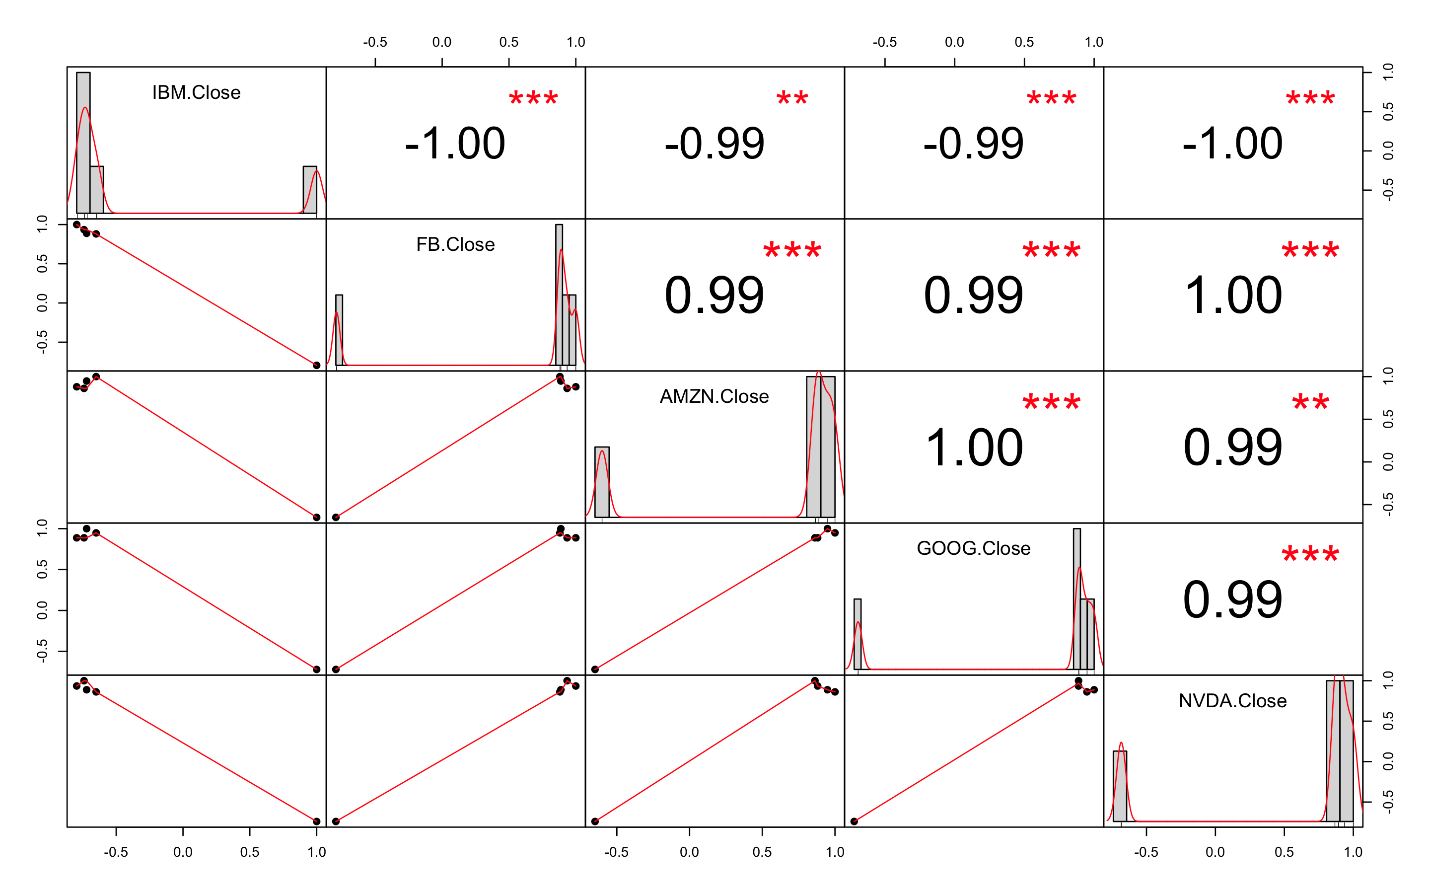 -0.5 0.0 0.5 1.0 -0.5 0.0 0.5 1.0
IBM.Close *** ** *** ***
-1.00 -0.99 -0.99 -1.00
1.0 0.5 0.0 -0.5
1.0 0.5 0.0 -0.5
FB.Close *** *** ***
0.99 0.99 1.00
AMZN.Close *** **
1.00 0.99
1.0 0.5 0.0 -0.5
1.0 0.5 0.0 -0.5
GOOG.Close ***
0.99
NVDA.Close
1.0 0.5 0.0 -0.5
-0.5 0.0 0.5 1.0 -0.5 0.0 0.5 1.0 -0.5 0.0 0.5 1.0